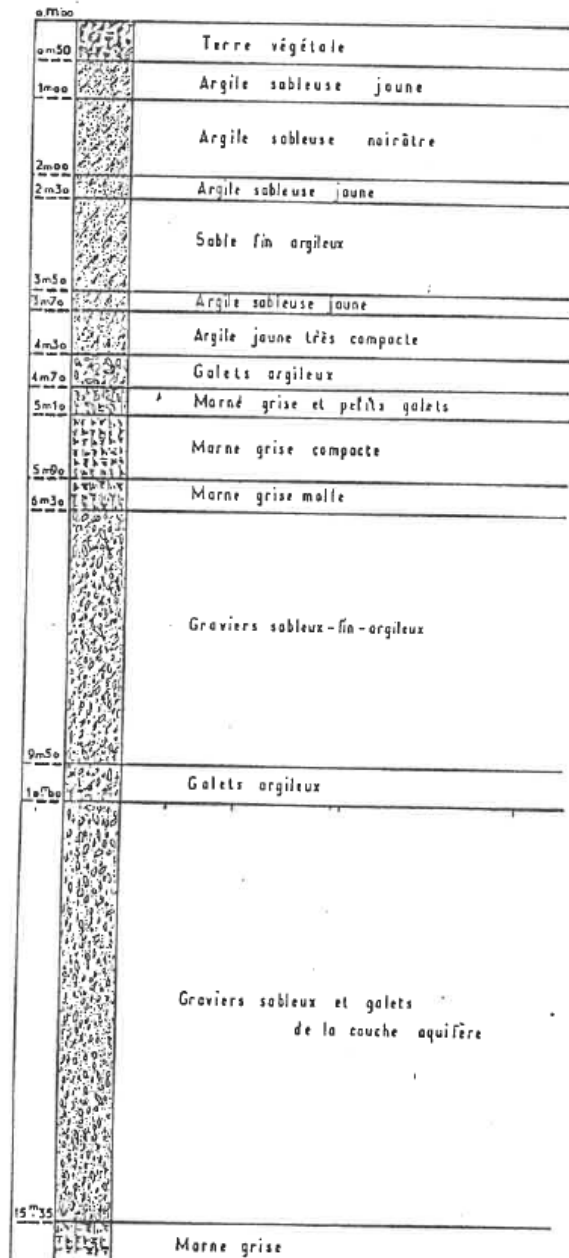 0m00
Terre végétale
0m50
Argile sableuse jaune
1m00
Argile sableuse noirâtre
2m00
Argile sableuse jaune
2m30
Sable fin argileux
3m50
Argile sableuse jaune
3m70
Argile jaune très compacte
4m30
Galets argileux
4m70
Marne grise et petits galets
5m10
Marne grise compacte
Marne grise molle
6m30
Graviers sableux-fin-argileux
9m50
Galets argileux
10m00
Graviers sableux et galets
de la couche aquifère
15m35
Marne grise